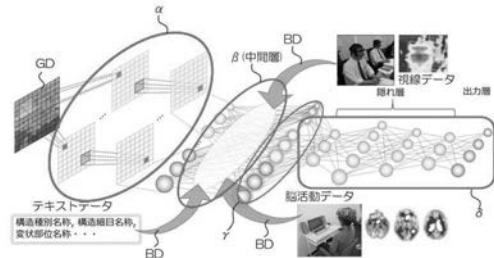 α
GD
BD
β(中間層)
視線データ
隠れ層
出力層
テキストデータ
構造種別名称, 構造細目名称,
変状部位名称・・・
BD
γ
BD
脳活動データ
δ